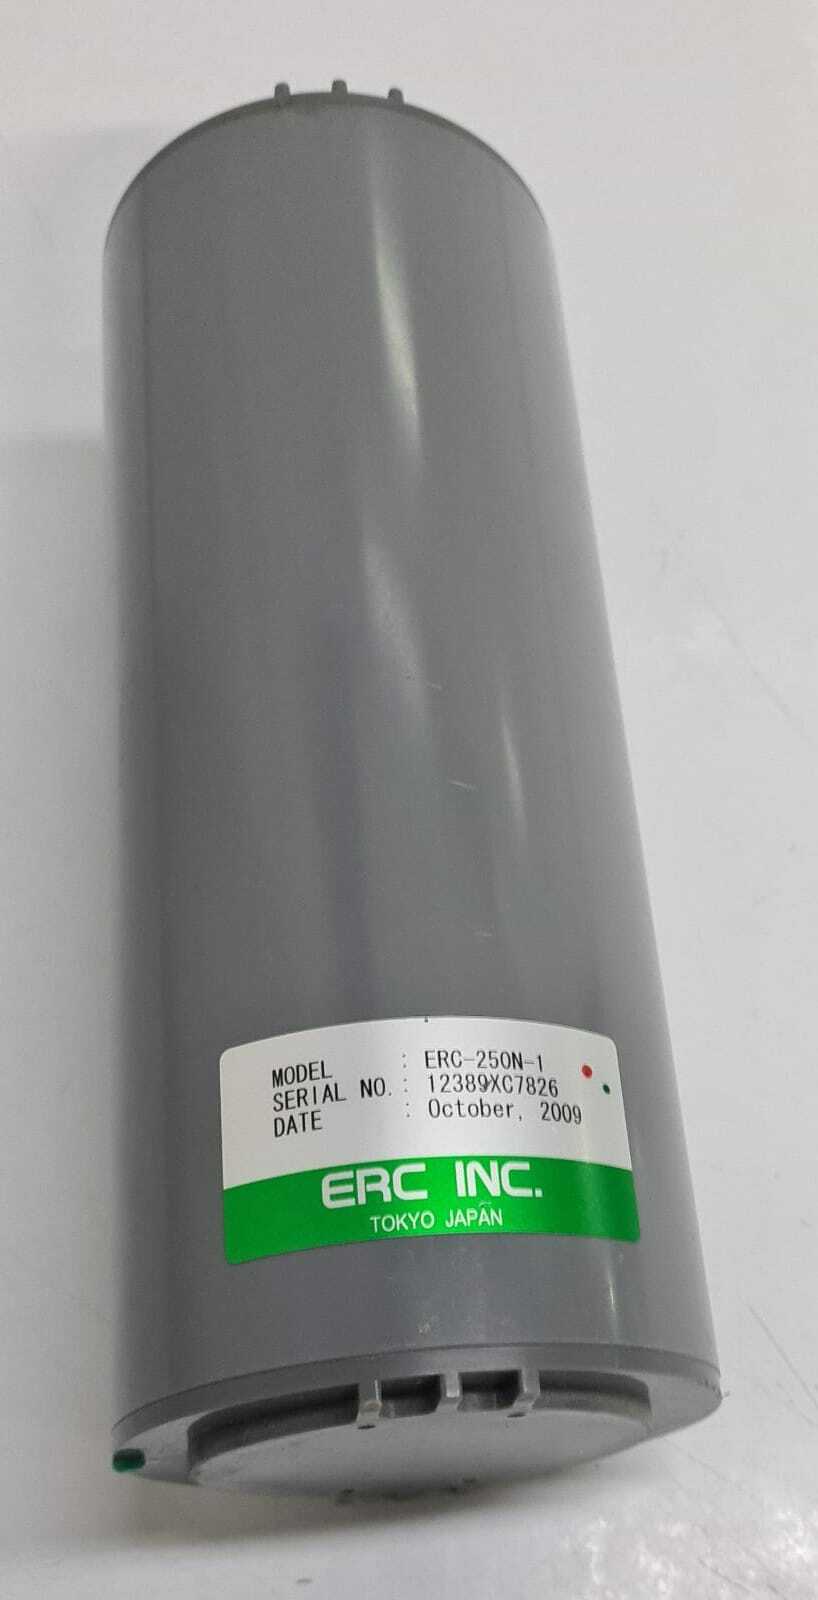 MODEL : ERC-250N-1
SERIAL NO. : 12389XC7826
DATE : October, 2009
ERC INC.
TOKYO JAPAN